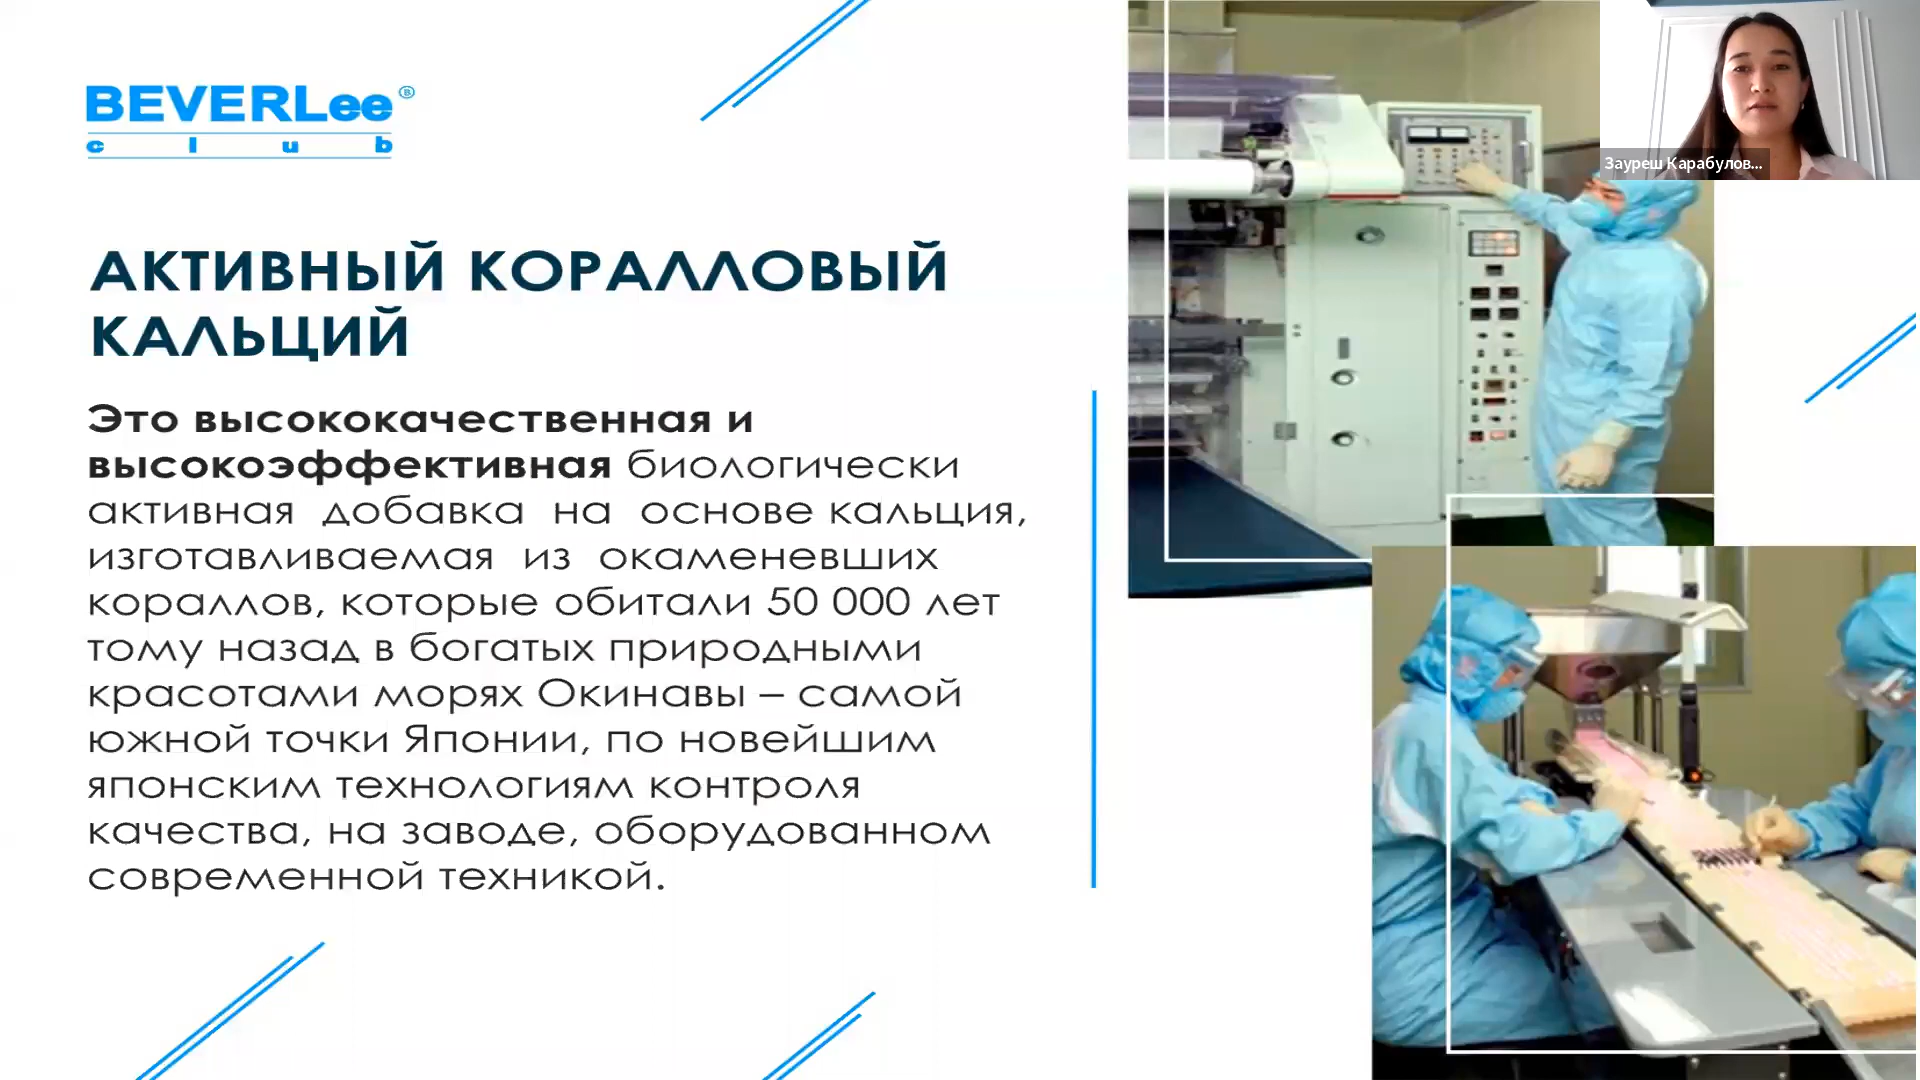 BEVERLee®
club
АКТИВНЫЙ КОРАЛЛОВЫЙ
КАЛЬЦИЙ
Это высококачественная и
высокоэффективная биологически
активная добавка на основе кальция,
изготавливаемая из окаменевших
кораллов, которые обитали 50 000 лет
тому назад в богатых природными
красотами морях Окинавы – самой
южной точки Японии, по новейшим
японским технологиям контроля
качества, на заводе, оборудованном
современной техникой.
Зауреш Карабулов...